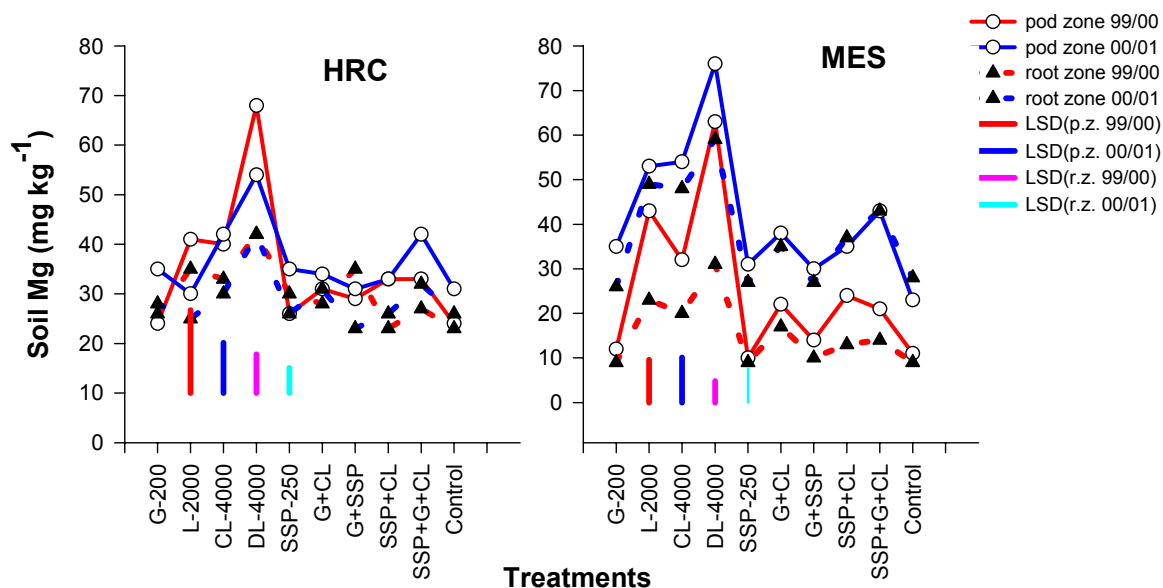 HRC
MES
Soil Mg (mg kg-1)
80
70
60
50
40
30
20
10
0
80
70
60
50
40
30
20
10
0
G-200
L-2000
CL-4000
DL-4000
SSP-250
G+CL
G+SSP
SSP+CL
SSP+G+CL
Control
G-200
L-2000
CL-4000
DL-4000
SSP-250
G+CL
G+SSP
SSP+CL
SSP+G+CL
Control
Treatments
pod zone 99/00
pod zone 00/01
root zone 99/00
root zone 00/01
LSD(p.z. 99/00)
LSD(p.z. 00/01)
LSD(r.z. 99/00)
LSD(r.z. 00/01)